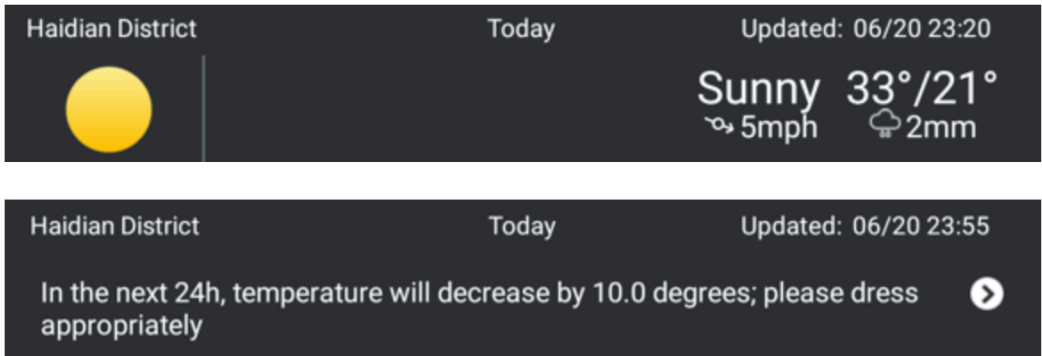 Haidian District Today Updated: 06/20 23:20
Sunny 33°/21°
5mph 2mm
Haidian District Today Updated: 06/20 23:55
In the next 24h, temperature will decrease by 10.0 degrees; please dress
appropriately